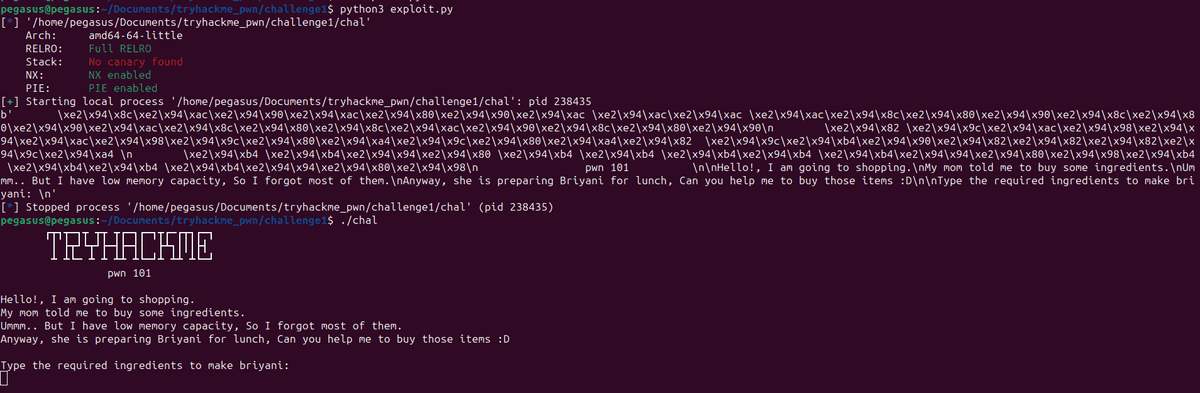 pegasus@pegasus:~/Documents/tryhackme_pwn/challenge1$ python3 exploit.py
[*] '/home/pegasus/Documents/tryhackme_pwn/challenge1/chal'
Arch: amd64-64-little
RELRO: Full RELRO
Stack: No canary found
NX: NX enabled
PIE: PIE enabled
[+] Starting local process '/home/pegasus/Documents/tryhackme_pwn/challenge1/chal': pid 238435
b' \xe2\x94\x8c\xe2\x94\xac\xe2\x94\x90\xe2\x94\xac\xe2\x94\x80\xe2\x94\x90\xe2\x94\xac \xe2\x94\xac\xe2\x94\xac \xe2\x94\xac\xe2\x94\x8c\xe2\x94\x80\xe2\x94\x90\xe2\x94\x8c\xe2\x94\x8
0\xe2\x94\x90\xe2\x94\xac\xe2\x94\x8c\xe2\x94\x80\xe2\x94\x8c\xe2\x94\xac\xe2\x94\x90\xe2\x94\x8c\xe2\x94\x80\xe2\x94\x90\n \xe2\x94\x82 \xe2\x94\x9c\xe2\x94\xac\xe2\x94\x98\xe2\x9
4\x94\xe2\x94\xac\xe2\x94\x98\xe2\x94\x9c\xe2\x94\x80\xe2\x94\xa4\xe2\x94\x9c\xe2\x94\x80\xe2\x94\xa4\xe2\x94\x82 \xe2\x94\x9c\xe2\x94\xb4\xe2\x94\x90\xe2\x94\x82\xe2\x94\x82\xe2\x94\x82\xe2\x
94\x9c\xe2\x94\xa4 \n \xe2\x94\xb4 \xe2\x94\xb4\xe2\x94\x94\xe2\x94\x80 \xe2\x94\xb4 \xe2\x94\xb4 \xe2\x94\xb4\xe2\x94\xb4 \xe2\x94\xb4\xe2\x94\x94\xe2\x94\x80\xe2\x94\x98\xe2\x94\xb4
\xe2\x94\xb4\xe2\x94\xb4 \xe2\x94\xb4\xe2\x94\x94\xe2\x94\x80\xe2\x94\x98\n pwn 101 \n\nHello!, I am going to shopping.\nMy mom told me to buy some ingredients.\nUm
mm.. But I have low memory capacity, So I forgot most of them.\nAnyway, she is preparing Briyani for lunch, Can you help me to buy those items :D\n\nType the required ingredients to make bri
yani: \n'
[*] Stopped process '/home/pegasus/Documents/tryhackme_pwn/challenge1/chal' (pid 238435)
pegasus@pegasus:~/Documents/tryhackme_pwn/challenge1$ ./chal
TRYHACKME
pwn 101
Hello!, I am going to shopping.
My mom told me to buy some ingredients.
Ummm.. But I have low memory capacity, So I forgot most of them.
Anyway, she is preparing Briyani for lunch, Can you help me to buy those items :D
Type the required ingredients to make briyani: